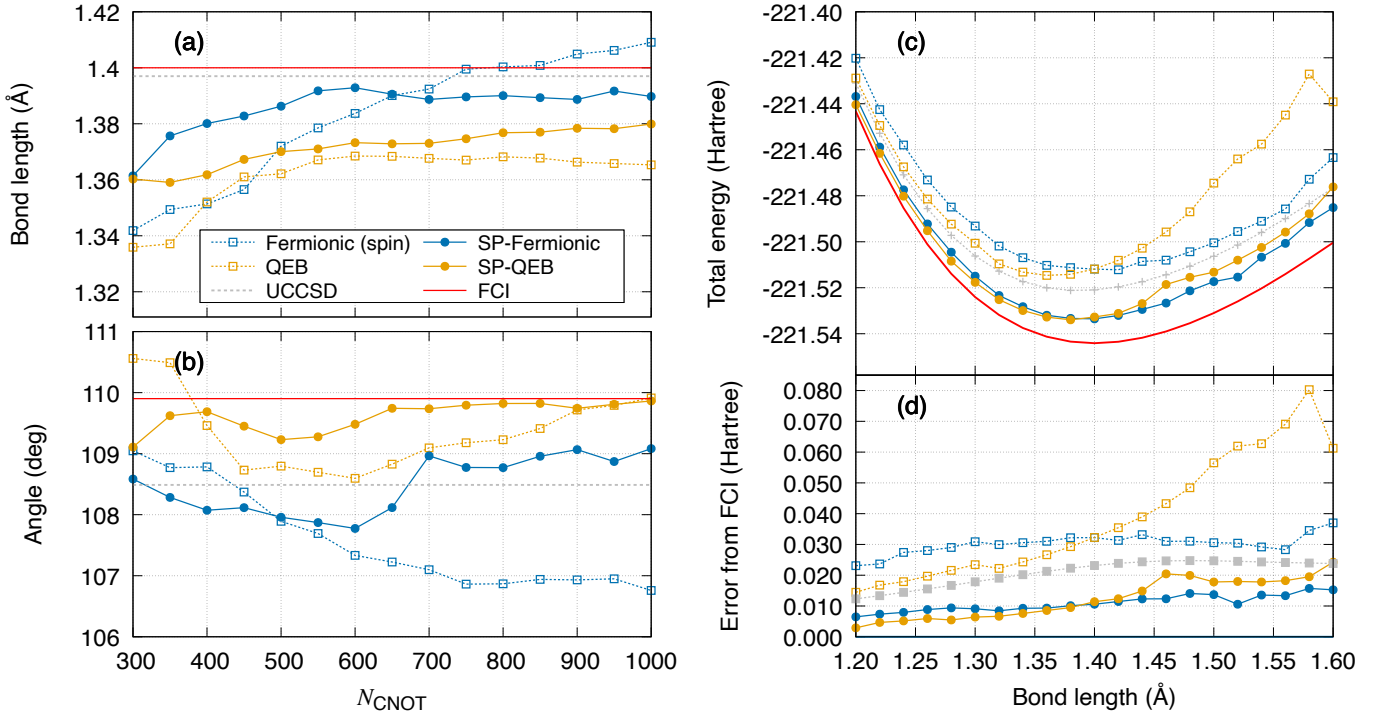 (a)
Bond length (Å)
1.42
1.4
1.38
1.36
1.34
1.32
Fermionic (spin)
SP-Fermionic
QEB
SP-QEB
UCCSD
FCI
(b)
Angle (deg)
111
110
109
108
107
106
300 400 500 600 700 800 900 1000
N_CNOT
(c)
Total energy (Hartree)
-221.40
-221.42
-221.44
-221.46
-221.48
-221.50
-221.52
-221.54
(d)
Error from FCI (Hartree)
0.080
0.070
0.060
0.050
0.040
0.030
0.020
0.010
0.000
1.20 1.25 1.30 1.35 1.40 1.45 1.50 1.55 1.60
Bond length (Å)